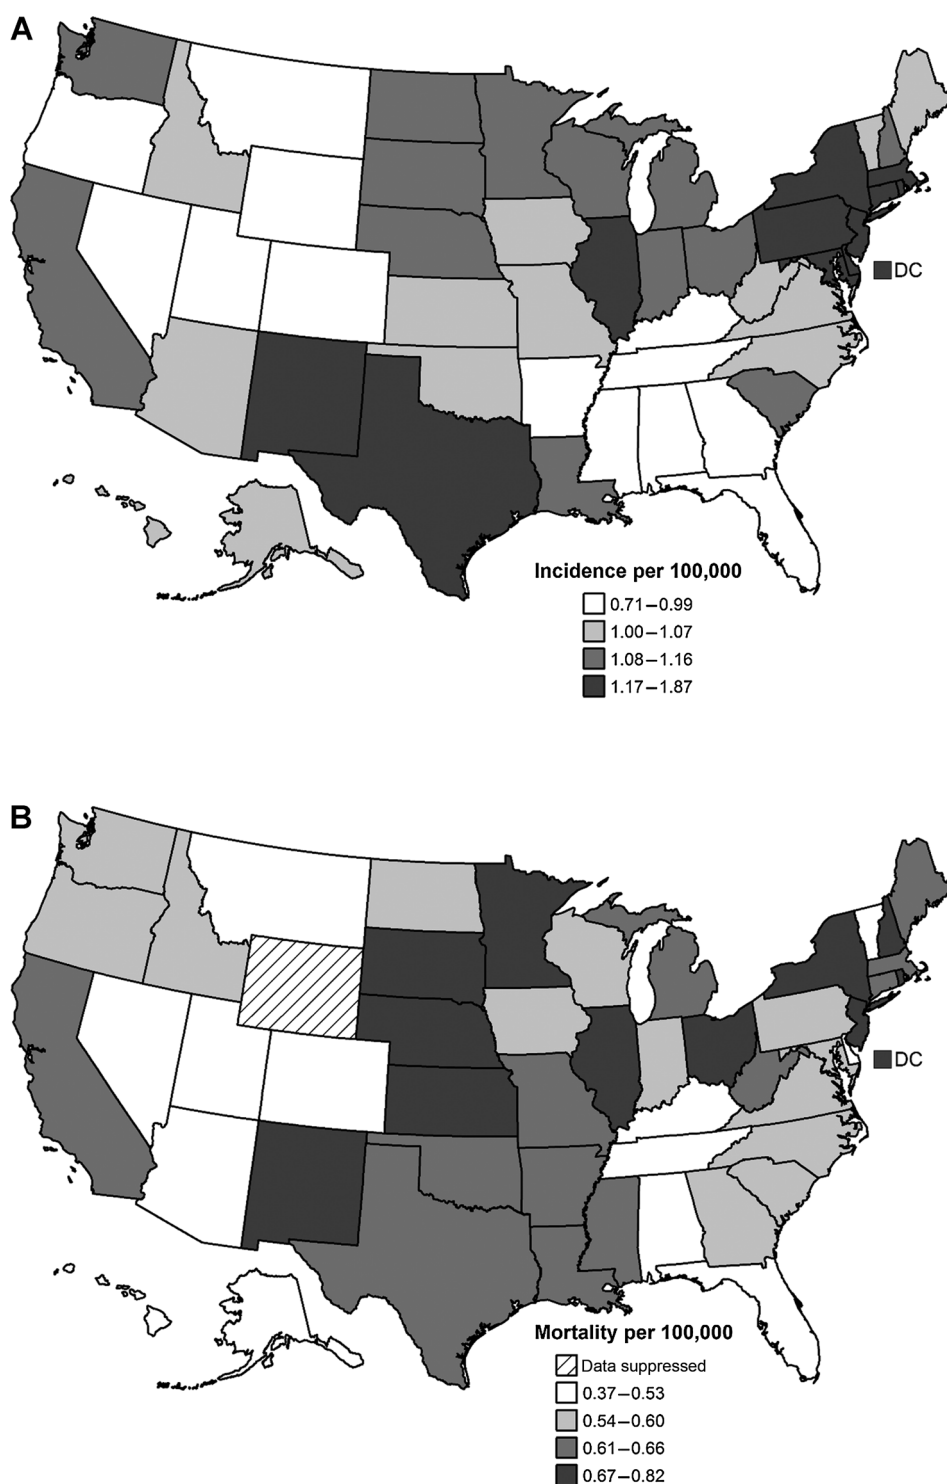 A
DC
Incidence per 100,000
0.71–0.99
1.00–1.07
1.08–1.16
1.17–1.87
B
DC
Mortality per 100,000
Data suppressed
0.37–0.53
0.54–0.60
0.61–0.66
0.67–0.82